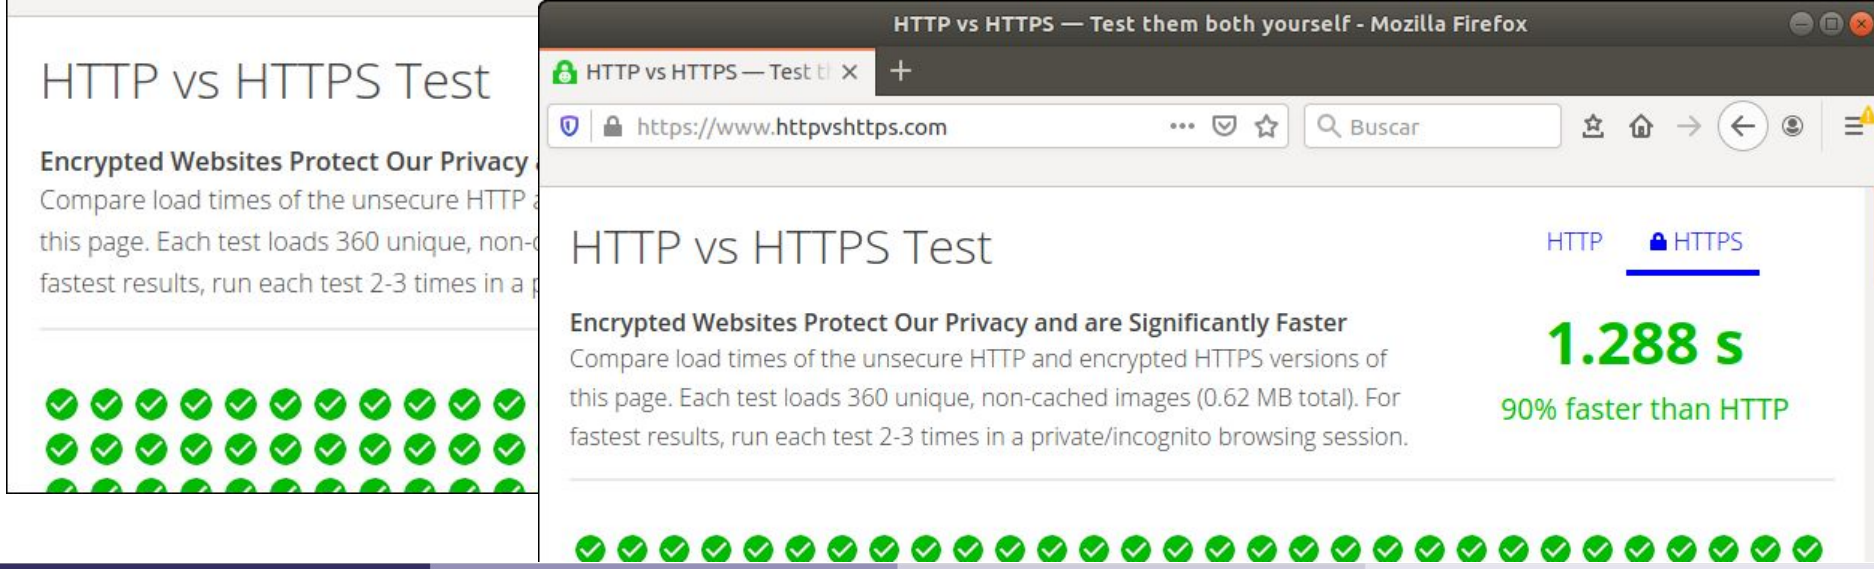 HTTP vs HTTPS Test
Encrypted Websites Protect Our Privacy
Compare load times of the unsecure HTTP
this page. Each test loads 360 unique, non-
fastest results, run each test 2-3 times in a
HTTP vs HTTPS — Test them both yourself - Mozilla Firefox
HTTP vs HTTPS — Test
https://www.httpvshttps.com
Buscar
HTTP vs HTTPS Test
HTTP HTTPS
Encrypted Websites Protect Our Privacy and are Significantly Faster
Compare load times of the unsecure HTTP and encrypted HTTPS versions of
this page. Each test loads 360 unique, non-cached images (0.62 MB total). For
fastest results, run each test 2-3 times in a private/incognito browsing session.
1.288 s
90% faster than HTTP